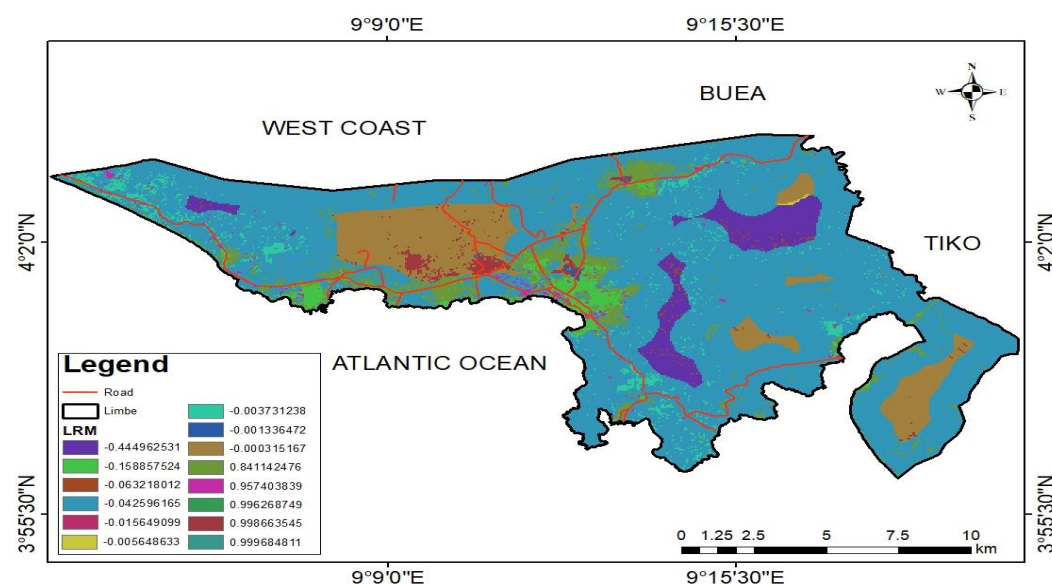 9°9'0"E
9°15'30"E
N
W
E
S
BUEA
WEST COAST
4°2'0"N
TIKO
4°2'0"N
ATLANTIC OCEAN
Legend
Road
Limbe
LRM
-0.444962531
-0.158857524
-0.063218012
-0.042596165
-0.015649099
-0.005648633
-0.003731238
-0.001336472
-0.000315167
0.841142476
0.957403839
0.996268749
0.998663545
0.999684811
3°55'30"N
3°55'30"N
0 1.25 2.5 5 7.5 10
km
9°9'0"E
9°15'30"E